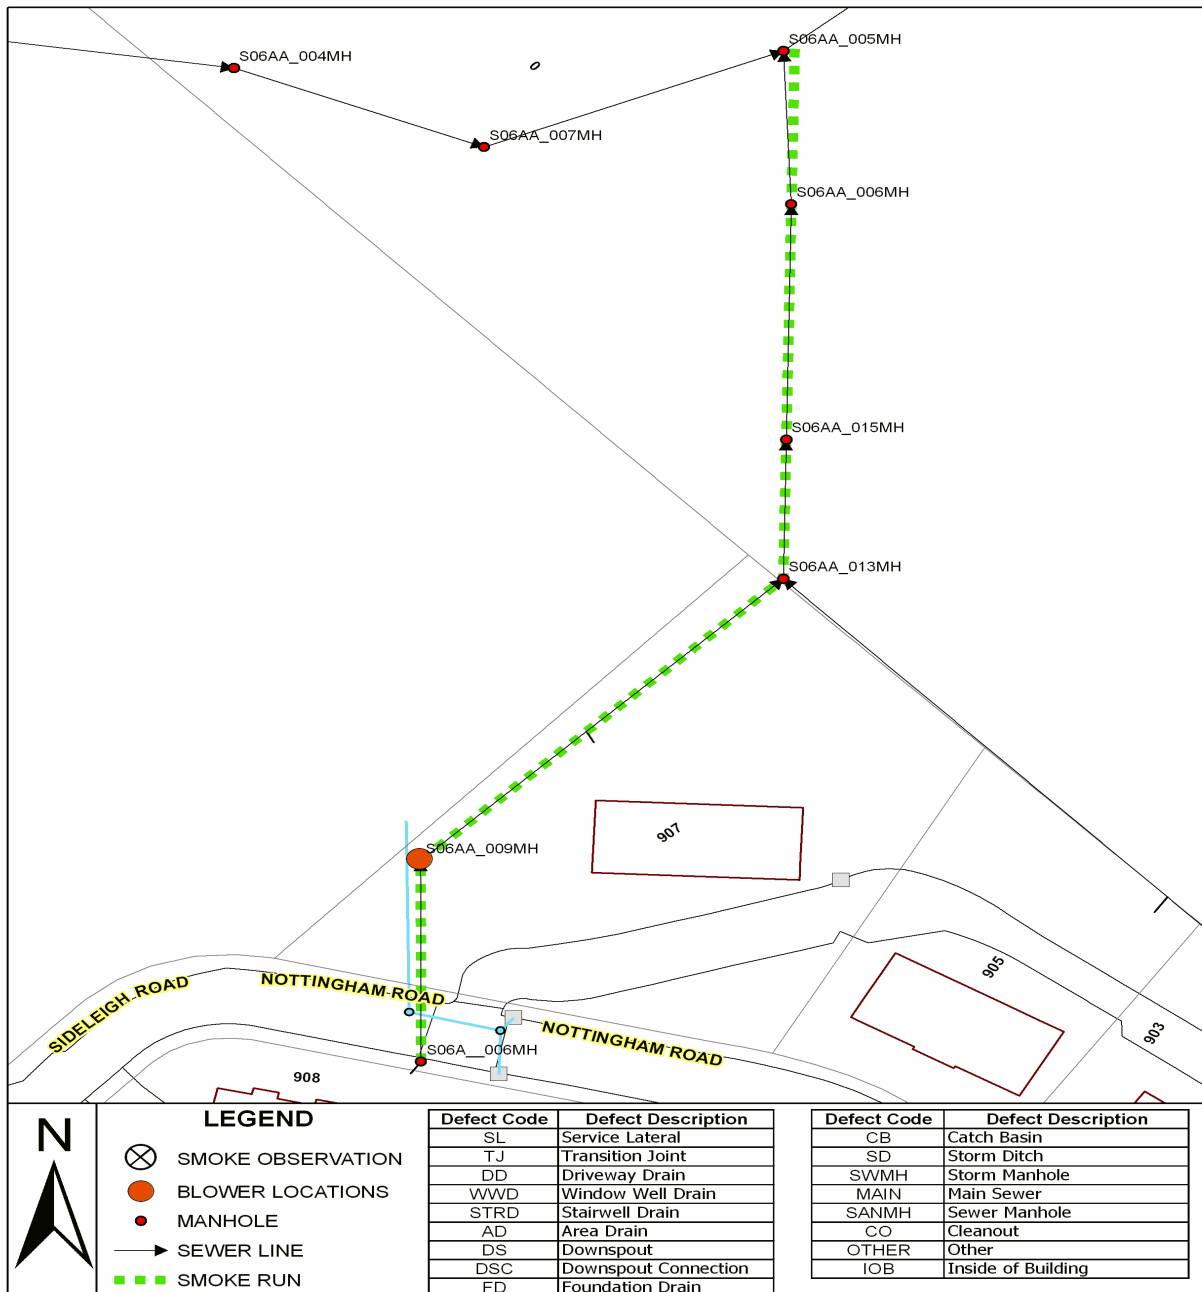 S06AA_005MH
S06AA_004MH
S06AA_007MH
S06AA_006MH
S06AA_015MH
S06AA_013MH
907
S06AA_009MH
905
SIDELEIGH ROAD
NOTTINGHAM ROAD
NOTTINGHAM ROAD
903
S06A__006MH
908
N
LEGEND
SMOKE OBSERVATION
BLOWER LOCATIONS
MANHOLE
SEWER LINE
SMOKE RUN
Defect Code Defect Description
SL Service Lateral
TJ Transition Joint
DD Driveway Drain
WWD Window Well Drain
STRD Stairwell Drain
AD Area Drain
DS Downspout
DSC Downspout Connection
FD Foundation Drain
Defect Code Defect Description
CB Catch Basin
SD Storm Ditch
SWMH Storm Manhole
MAIN Main Sewer
SANMH Sewer Manhole
CO Cleanout
OTHER Other
IOB Inside of Building